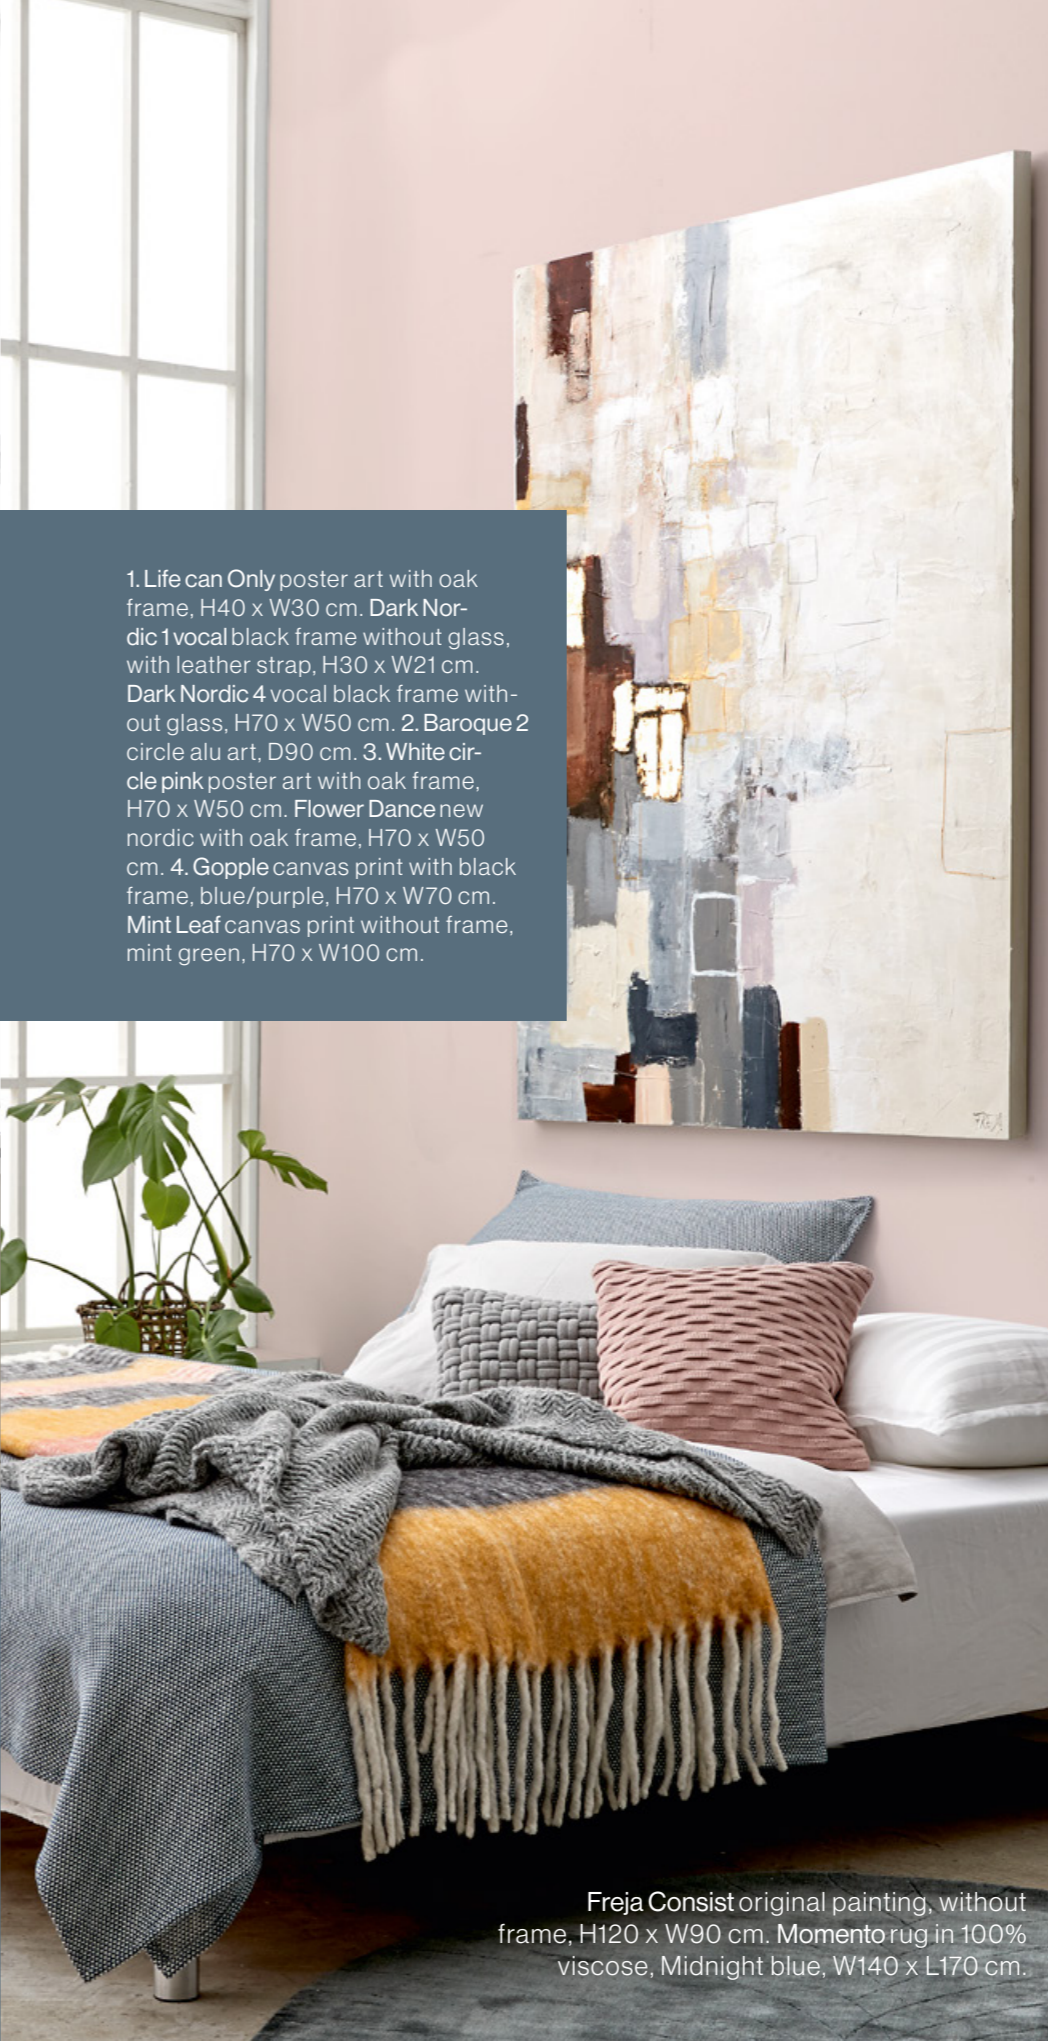 1. Life can Only poster art with oak
frame, H40 x W30 cm. Dark Nor-
dic 1 vocal black frame without glass,
with leather strap, H30 x W21 cm.
Dark Nordic 4 vocal black frame with-
out glass, H70 x W50 cm. 2. Baroque 2
circle alu art, D90 cm. 3. White cir-
cle pink poster art with oak frame,
H70 x W50 cm. Flower Dance new
nordic with oak frame, H70 x W50
cm. 4. Gopple canvas print with black
frame, blue/purple, H70 x W70 cm.
Mint Leaf canvas print without frame,
mint green, H70 x W100 cm.
Freja Consist original painting, without
frame, H120 x W90 cm. Momento rug in 100%
viscose, Midnight blue, W140 x L170 cm.